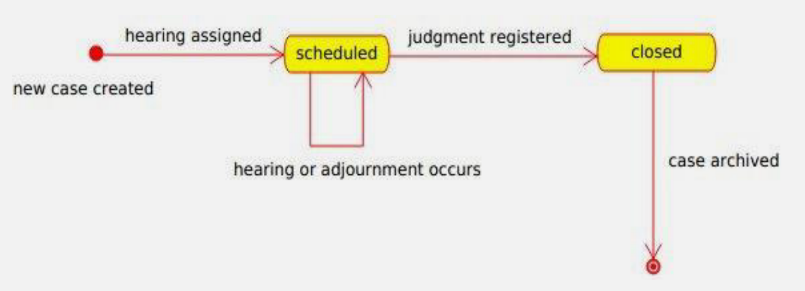 hearing assigned
scheduled
judgment registered
closed
new case created
hearing or adjournment occurs
case archived